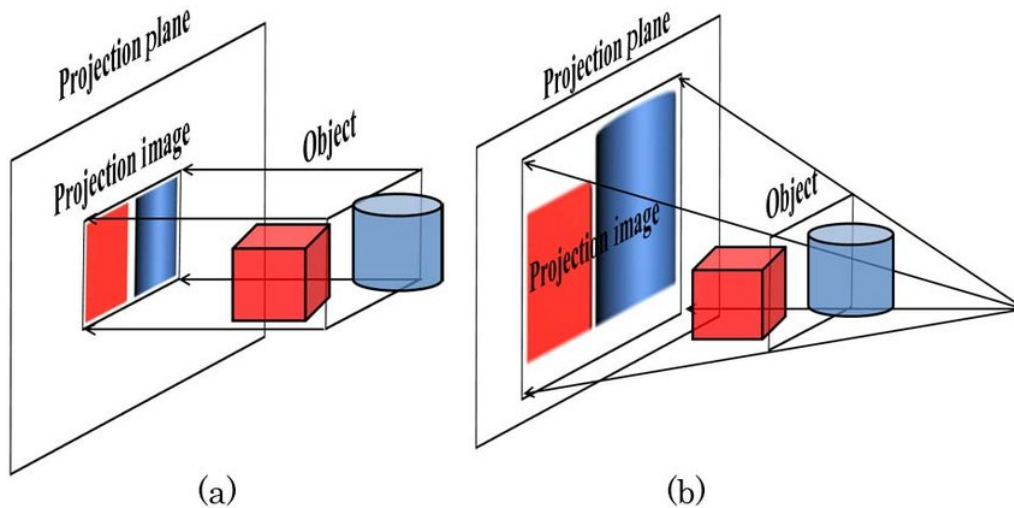 Projection plane
Projection image
Object
(a)
Projection plane
Object
Projection image
(b)